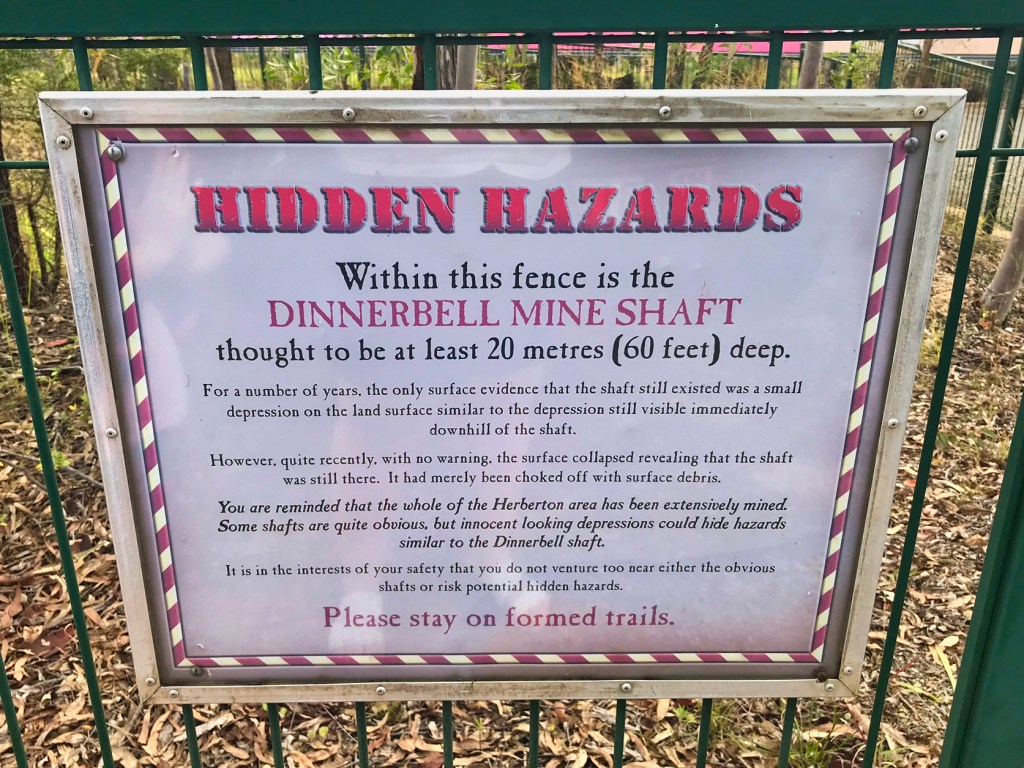 HIDDEN HAZARDS
Within this fence is the
DINNERBELL MINE SHAFT
thought to be at least 20 metres (60 feet) deep.
For a number of years, the only surface evidence that the shaft still existed was a small
depression on the land surface similar to the depression still visible immediately
downhill of the shaft.
However, quite recently, with no warning, the surface collapsed revealing that the shaft
was still there. It had merely been choked off with surface debris.
You are reminded that the whole of the Herberton area has been extensively mined.
Some shafts are quite obvious, but innocent looking depressions could hide hazards
similar to the Dinnerbell shaft.
It is in the interests of your safety that you do not venture too near either the obvious
shafts or risk potential hidden hazards.
Please stay on formed trails.